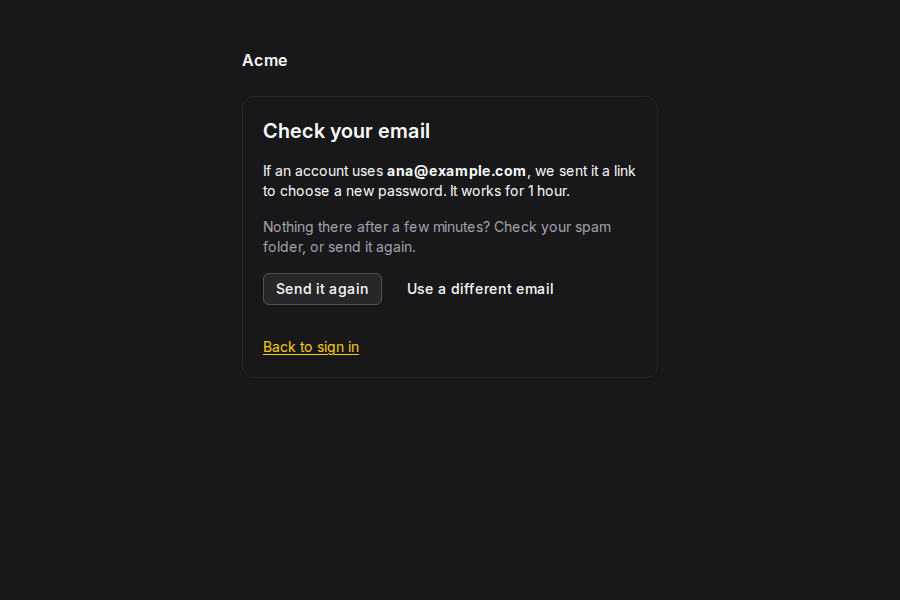 Acme
Check your email
If an account uses ana@example.com, we sent it a link
to choose a new password. It works for 1 hour.
Nothing there after a few minutes? Check your spam
folder, or send it again.
Send it again
Use a different email
Back to sign in